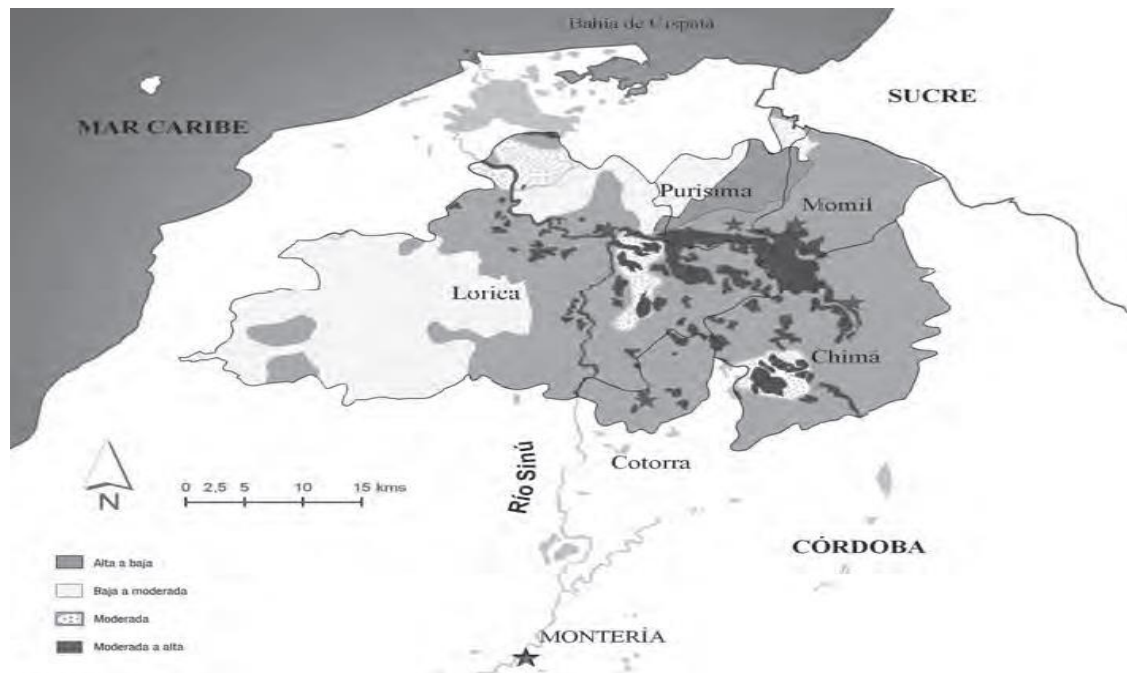 Bahía de Cispatá
SUCRE
MAR CARIBE
Purísima
Momil
Lorica
Chimá
Cotorra
Río Sinú
N
0 2,5 5 10 15 kms
CÓRDOBA
Alta a baja
Baja a moderada
Moderada
Moderada a alta
MONTERÍA